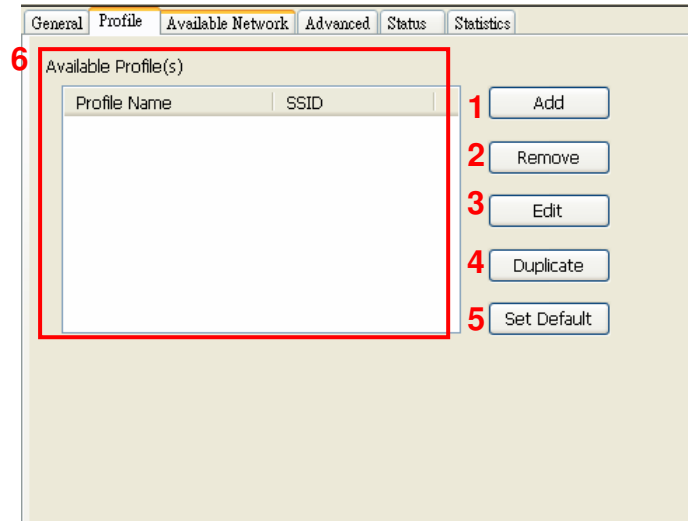 General Profile Available Network Advanced Status Statistics
6 Available Profile(s)
Profile Name SSID
1 Add
2 Remove
3 Edit
4 Duplicate
5 Set Default